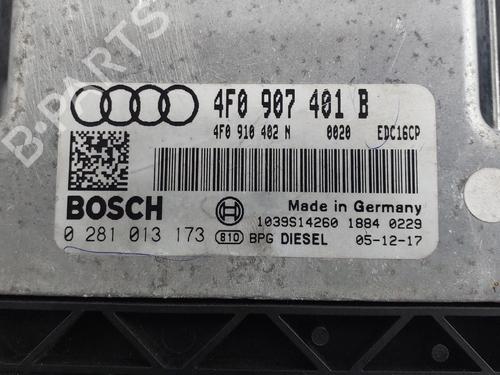 4F0 907 401 B
4F0 910 402 N 0020 EDC16CP
BOSCH
Made in Germany
1039S14260 1884 0229
0 281 013 173 810 BPG DIESEL 05-12-17
B-PARTS